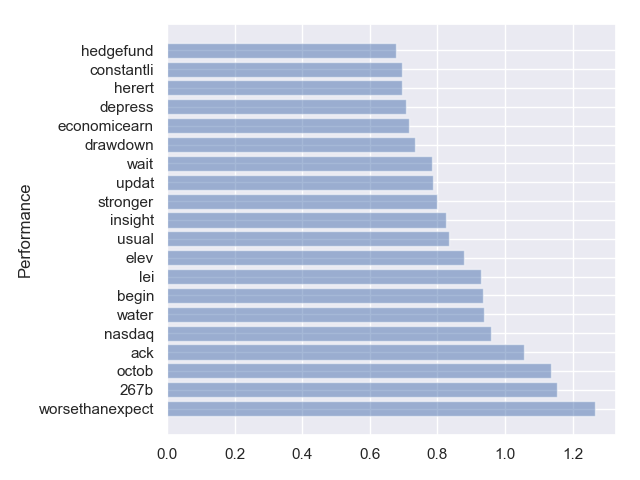 hedgefund
constantli
herert
depress
economicearn
drawdown
wait
updat
stronger
insight
usual
elev
lei
begin
water
nasdaq
ack
octob
267b
worsethanexpect
Performance
0.0 0.2 0.4 0.6 0.8 1.0 1.2